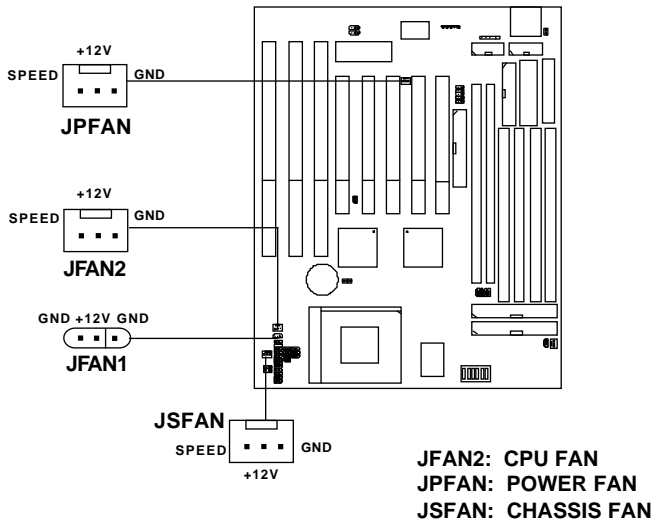 +12V
SPEED GND
JPFAN
+12V
SPEED GND
JFAN2
GND +12V GND
JFAN1
JSFAN
SPEED GND
+12V
JFAN2: CPU FAN
JPFAN: POWER FAN
JSFAN: CHASSIS FAN